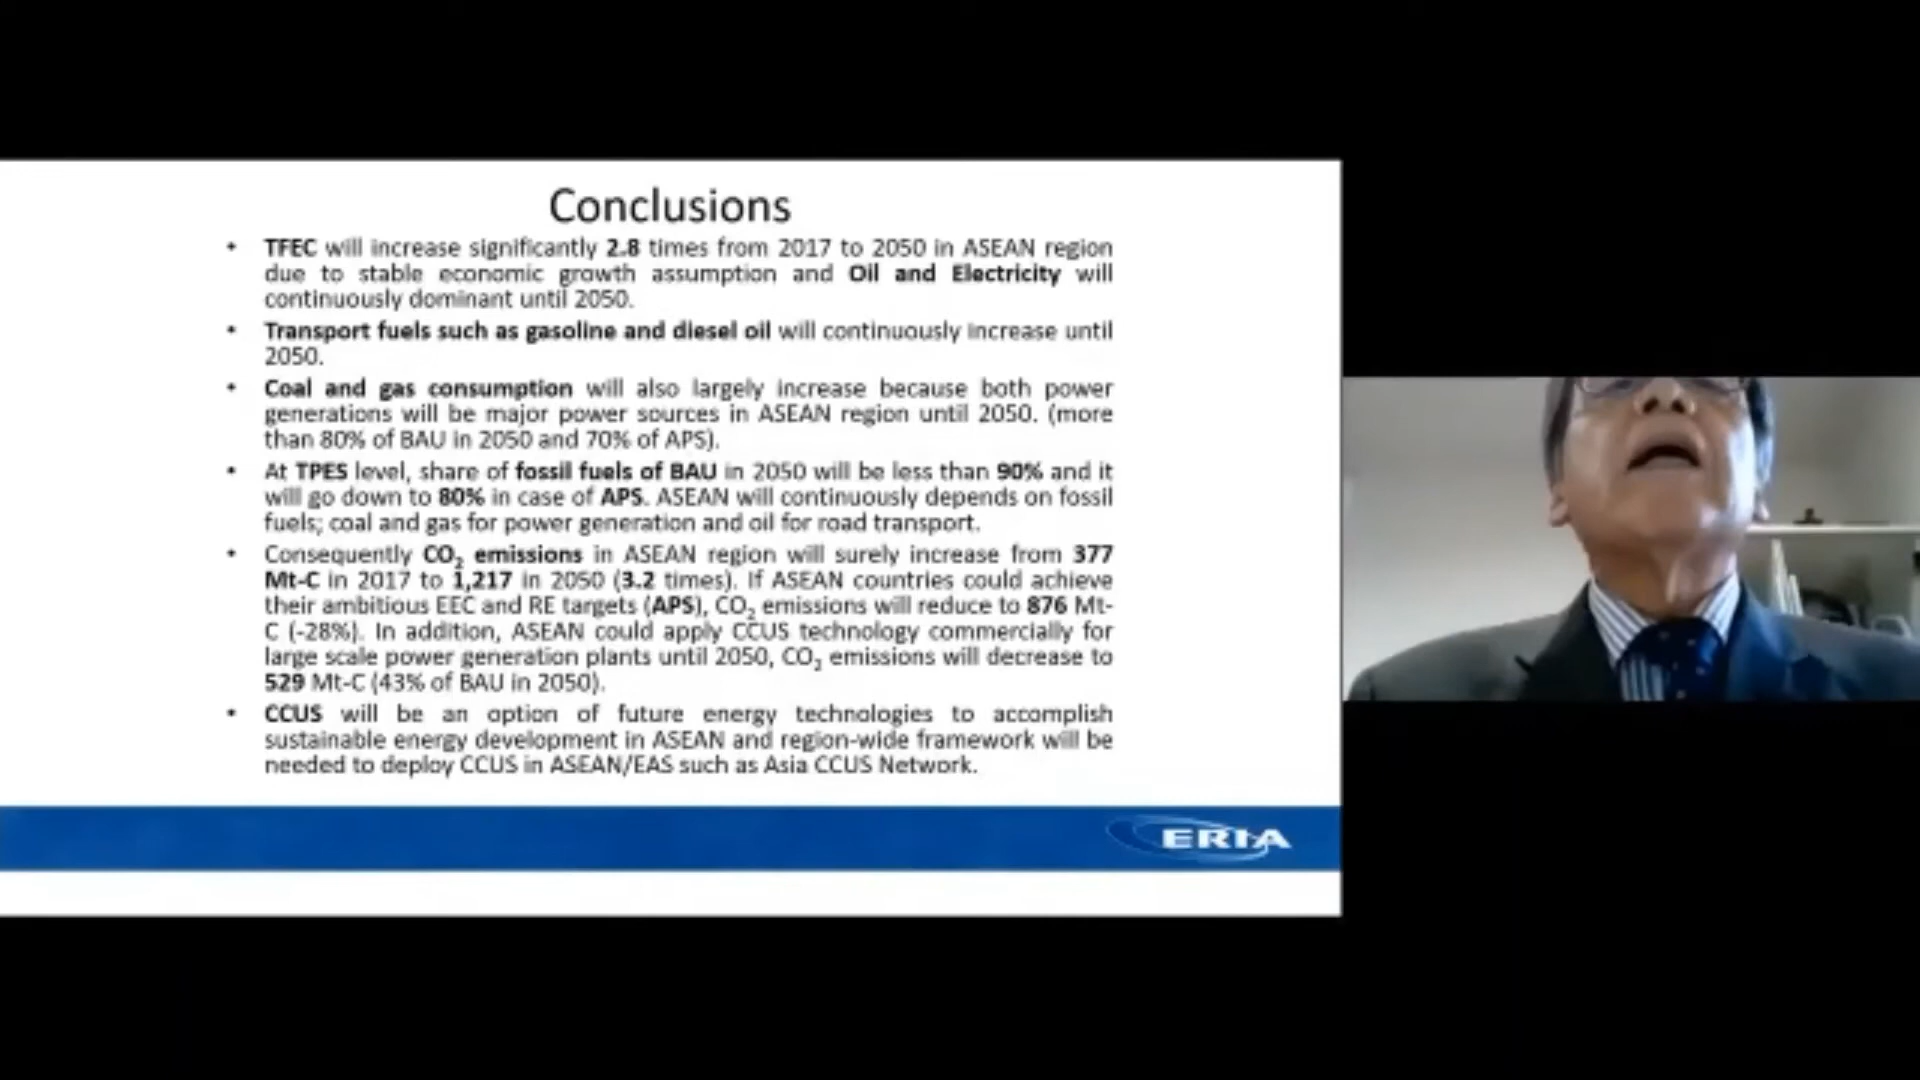 Conclusions
• TFEC will increase significantly 2.8 times from 2017 to 2050 in ASEAN region
due to stable economic growth assumption and Oil and Electricity will
continuously dominant until 2050.
• Transport fuels such as gasoline and diesel oil will continuously increase until
2050.
• Coal and gas consumption will also largely increase because both power
generations will be major power sources in ASEAN region until 2050. (more
than 80% of BAU in 2050 and 70% of APS).
• At TPES level, share of fossil fuels of BAU in 2050 will be less than 90% and it
will go down to 80% in case of APS. ASEAN will continuously depends on fossil
fuels; coal and gas for power generation and oil for road transport.
• Consequently CO₂ emissions in ASEAN region will surely increase from 377
Mt-C in 2017 to 1,217 in 2050 (3.2 times). If ASEAN countries could achieve
their ambitious EEC and RE targets (APS), CO₂ emissions will reduce to 876 Mt-
C (-28%). In addition, ASEAN could apply CCUS technology commercially for
large scale power generation plants until 2050, CO₂ emissions will decrease to
529 Mt-C (43% of BAU in 2050).
• CCUS will be an option of future energy technologies to accomplish
sustainable energy development in ASEAN and region-wide framework will be
needed to deploy CCUS in ASEAN/EAS such as Asia CCUS Network.
ERIA